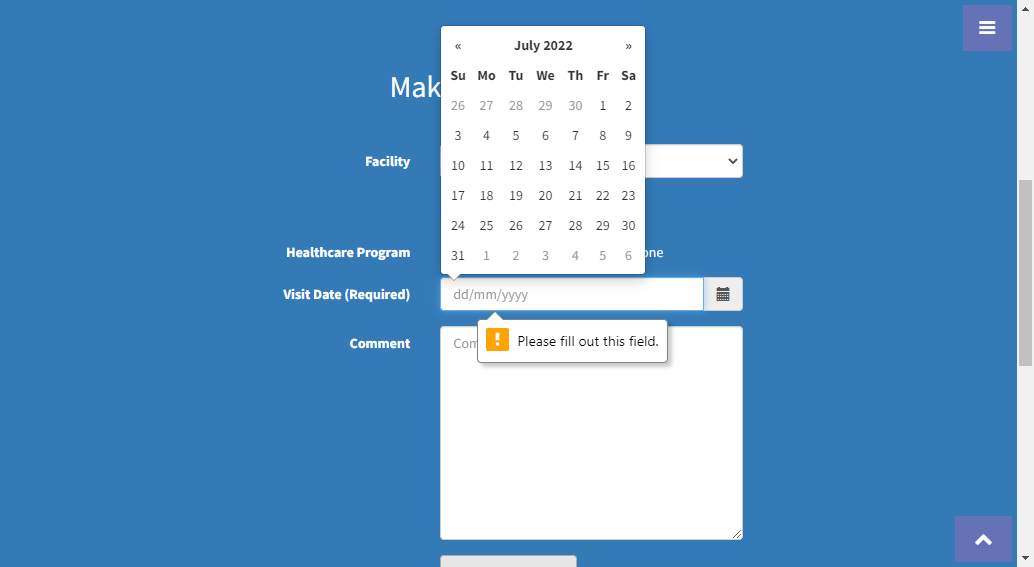 « July 2022 »
Su Mo Tu We Th Fr Sa
26 27 28 29 30 1 2
3 4 5 6 7 8 9
10 11 12 13 14 15 16
17 18 19 20 21 22 23
24 25 26 27 28 29 30
31 1 2 3 4 5 6
Mak
Facility
Healthcare Program
one
Visit Date (Required)
dd/mm/yyyy
Please fill out this field.
Comment
Com